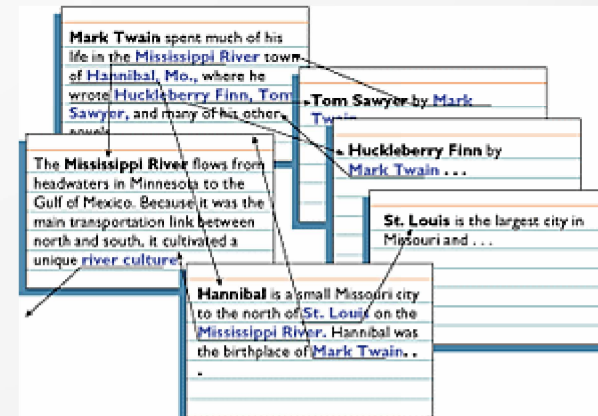 Mark Twain spent much of his
life in the Mississippi River town
of Hannibal, Mo., where he
wrote Huckleberry Finn, Tom
Sawyer, and many of his other
novels
Tom Sawyer by Mark
Twain
Huckleberry Finn by
Mark Twain . . .
The Mississippi River flows from
headwaters in Minnesota to the
Gulf of Mexico. Because it was the
main transportation link between
north and south, it cultivated a
unique river culture.
St. Louis is the largest city in
Missouri and . . .
Hannibal is a small Missouri city
to the north of St. Louis on the
Mississippi River. Hannibal was
the birthplace of Mark Twain. .
.